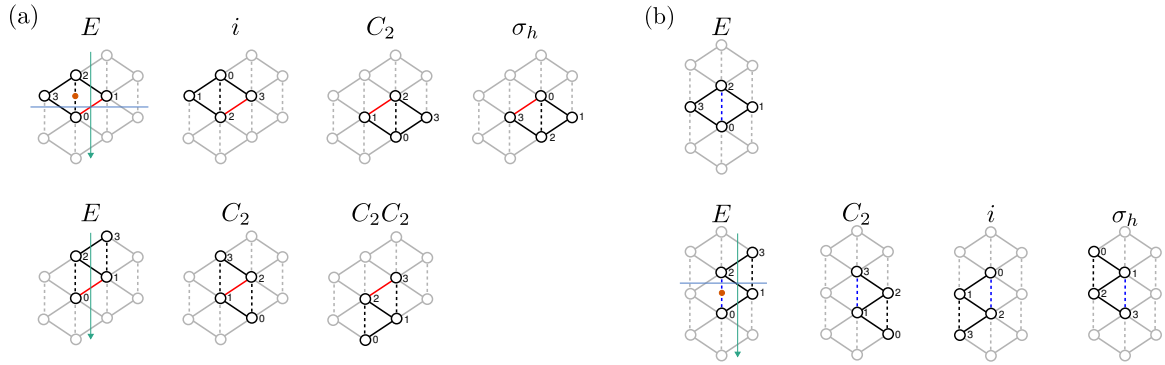 (a) (b)
E i C₂ σₕ E
2 3 1 0
0 1 3 2
2 1 3 0
0 3 1 2
2 3 1 0
E C₂ C₂C₂ E C₂ i σₕ
3 2 1 0
3 2 1 0
3 2 1 0
3 2 1 0
3 2 1 0
0 1 2 3
0 1 2 3